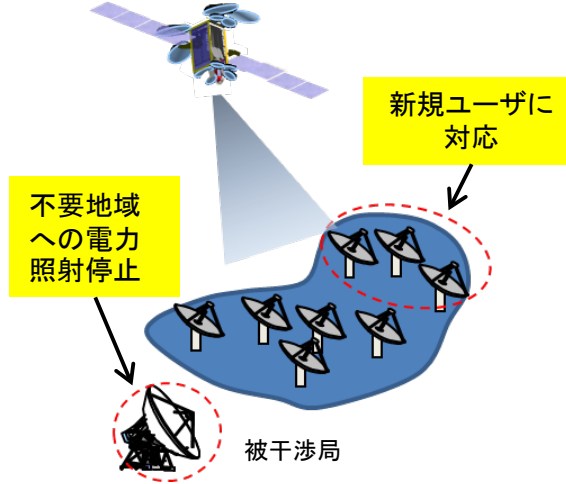 新規ユーザに
対応
不要地域
への電力
照射停止
被干渉局